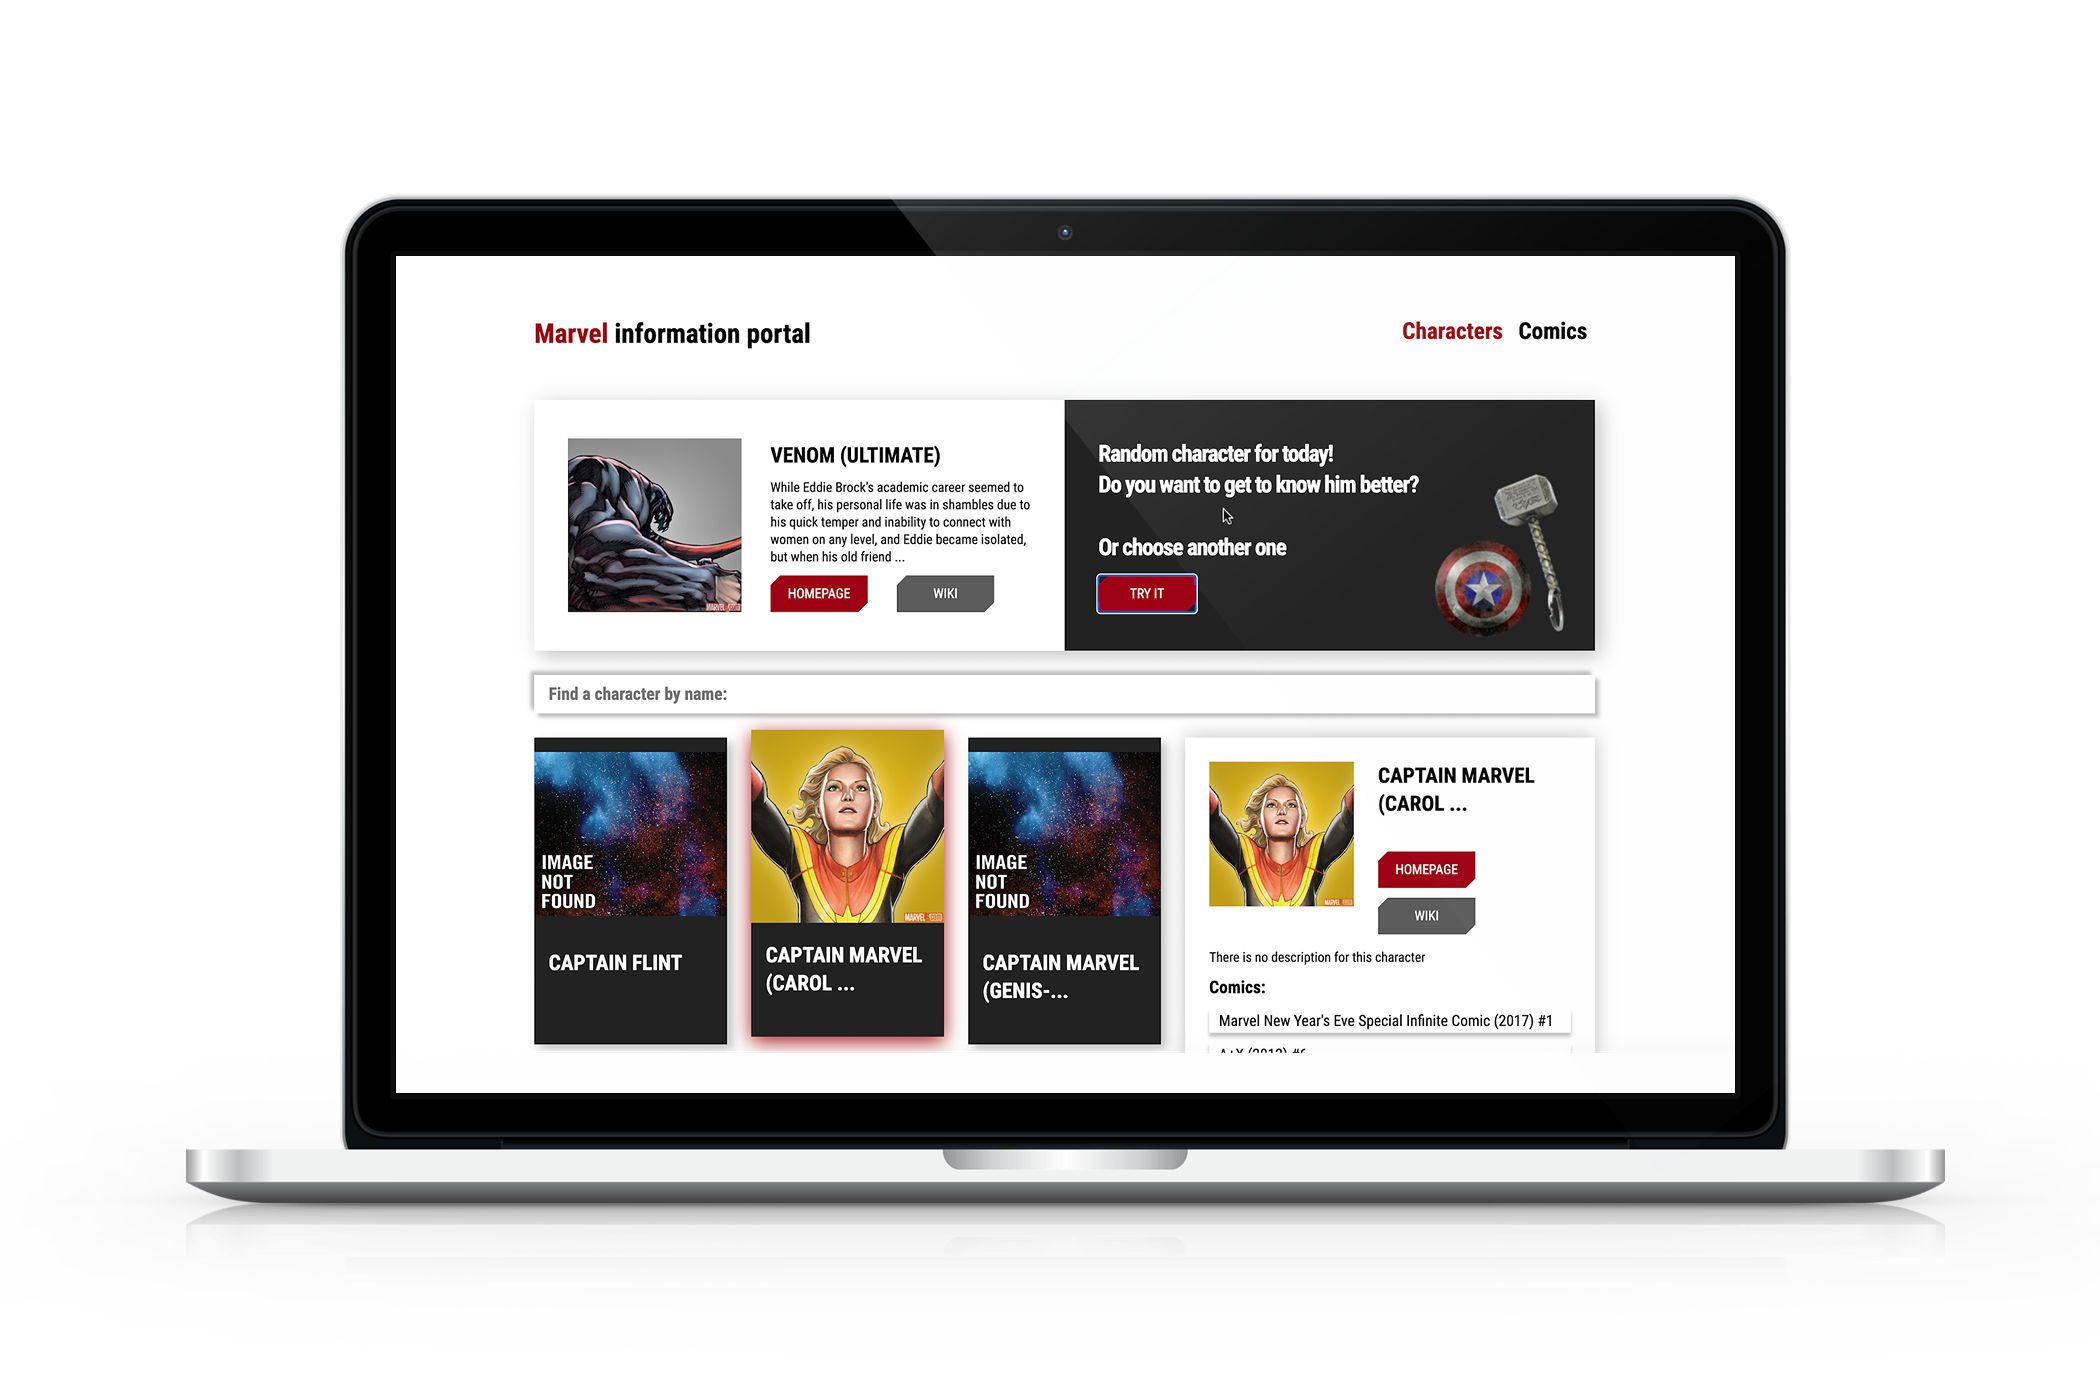 Marvel information portal
Characters Comics
VENOM (ULTIMATE)
While Eddie Brock's academic career seemed to
take off, his personal life was in shambles due to
his quick temper and inability to connect with
women on any level, and Eddie became isolated,
but when his old friend ...
HOMEPAGE
WIKI
Random character for today!
Do you want to get to know him better?
Or choose another one
TRY IT
Find a character by name:
IMAGE
NOT
FOUND
CAPTAIN FLINT
MARVEL
CAPTAIN MARVEL
(CAROL ...
IMAGE
NOT
FOUND
CAPTAIN MARVEL
(GENIS-...
CAPTAIN MARVEL
(CAROL ...
HOMEPAGE
WIKI
There is no description for this character
Comics:
Marvel New Year's Eve Special Infinite Comic (2017) #1